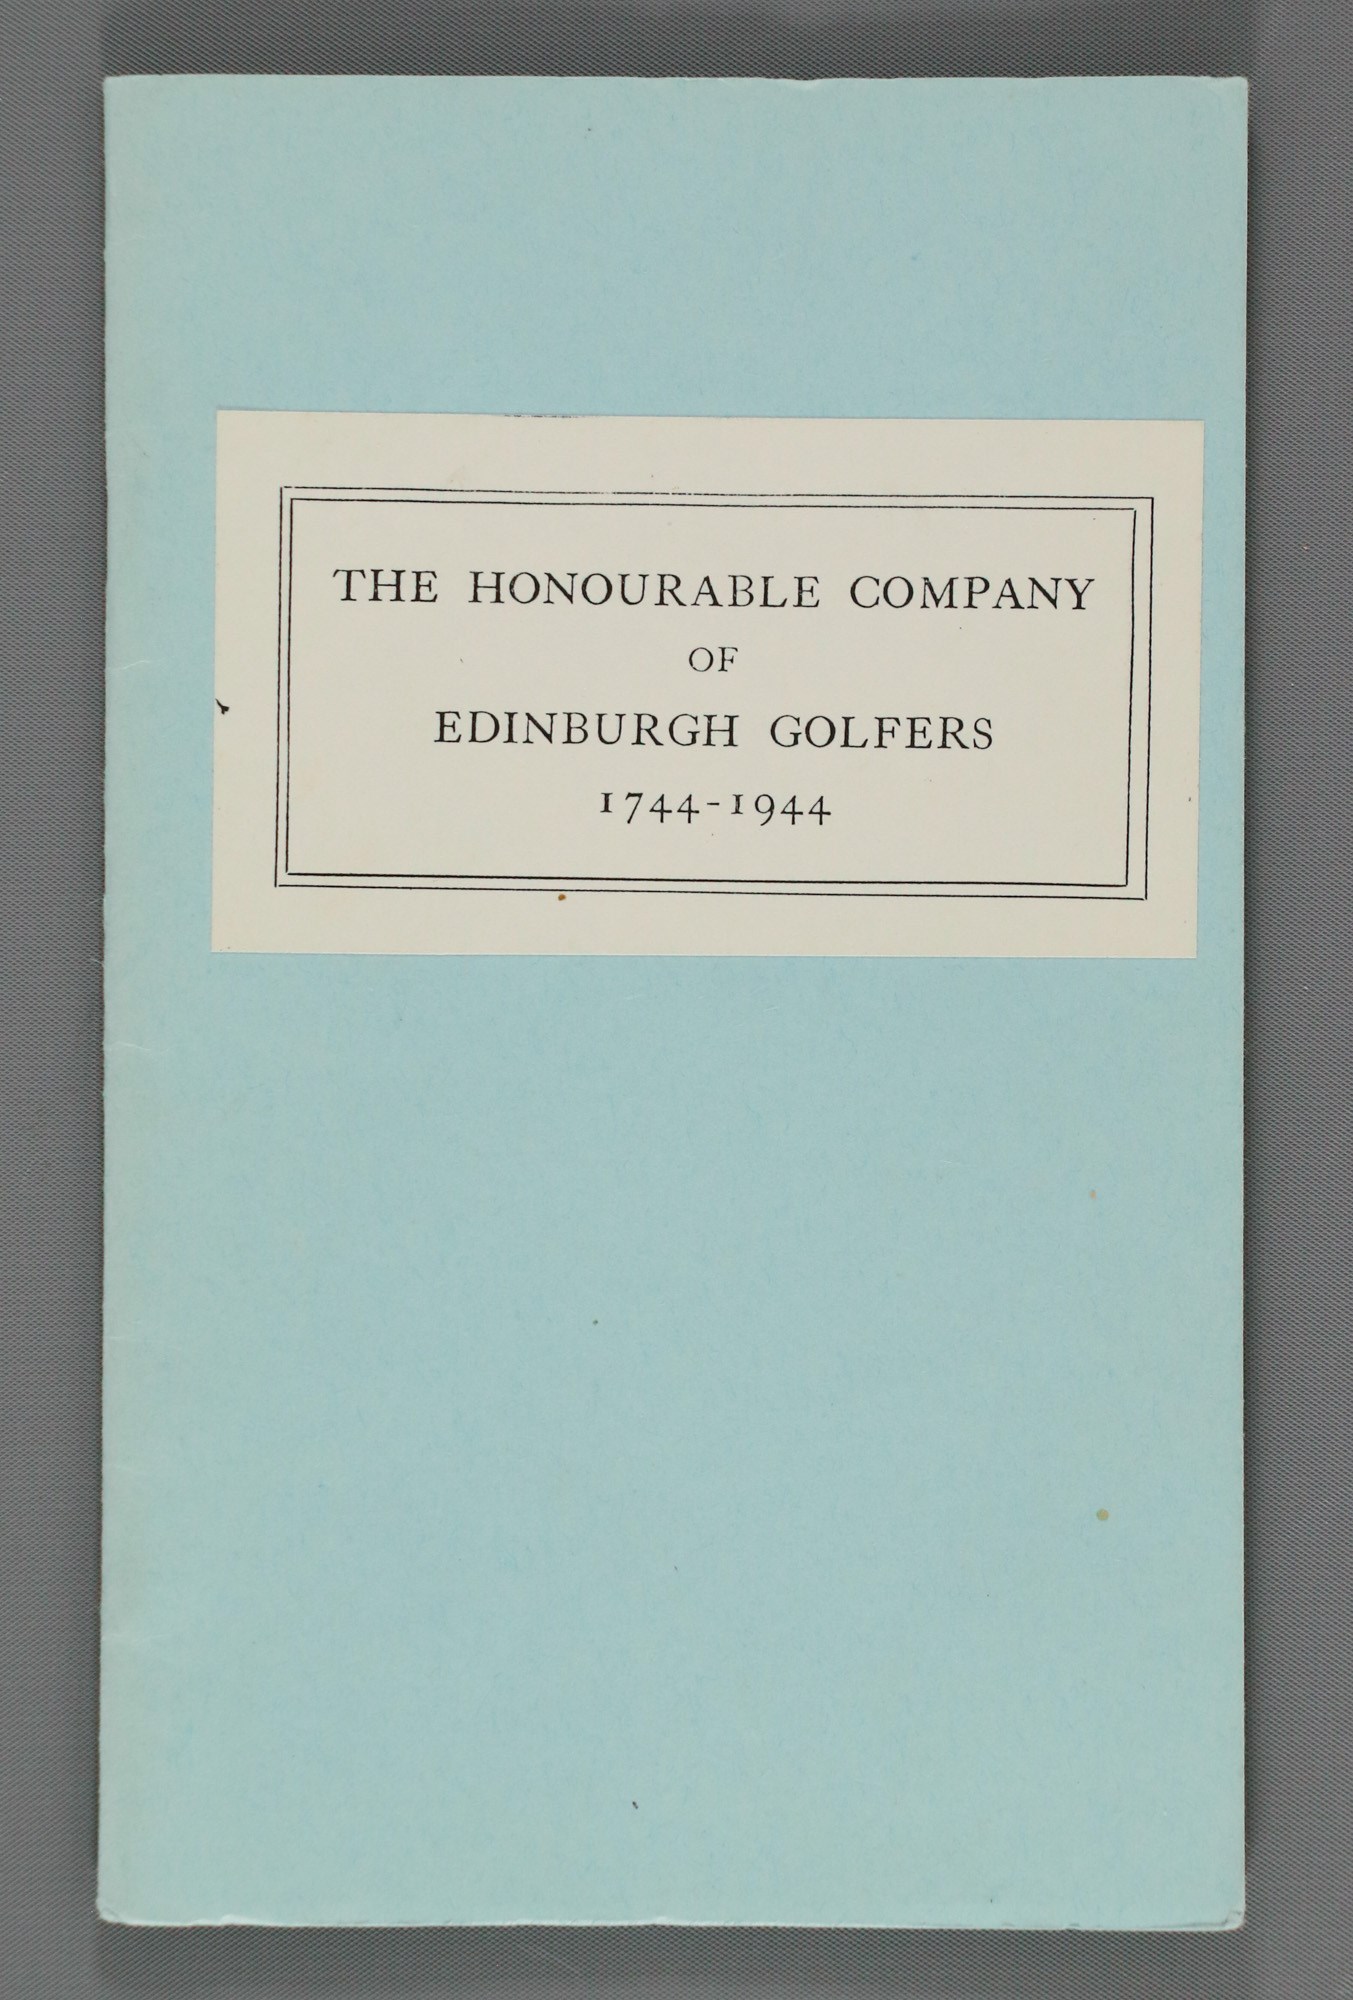 THE HONOURABLE COMPANY
OF
EDINBURGH GOLFERS
1744-1944